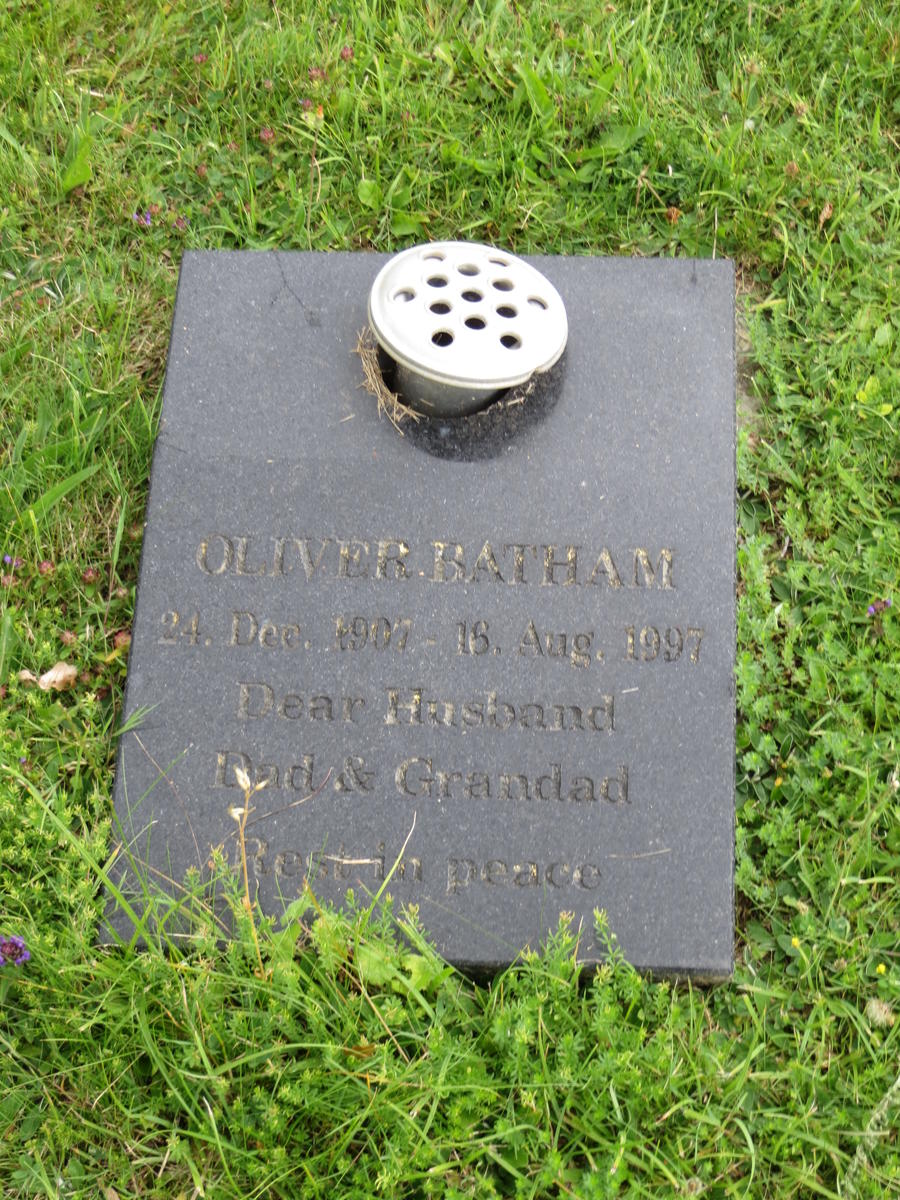 OLIVER BATHAM
24. Dec. 1907 - 16. Aug. 1997
Dear Husband
Dad & Grandad
Rest in peace